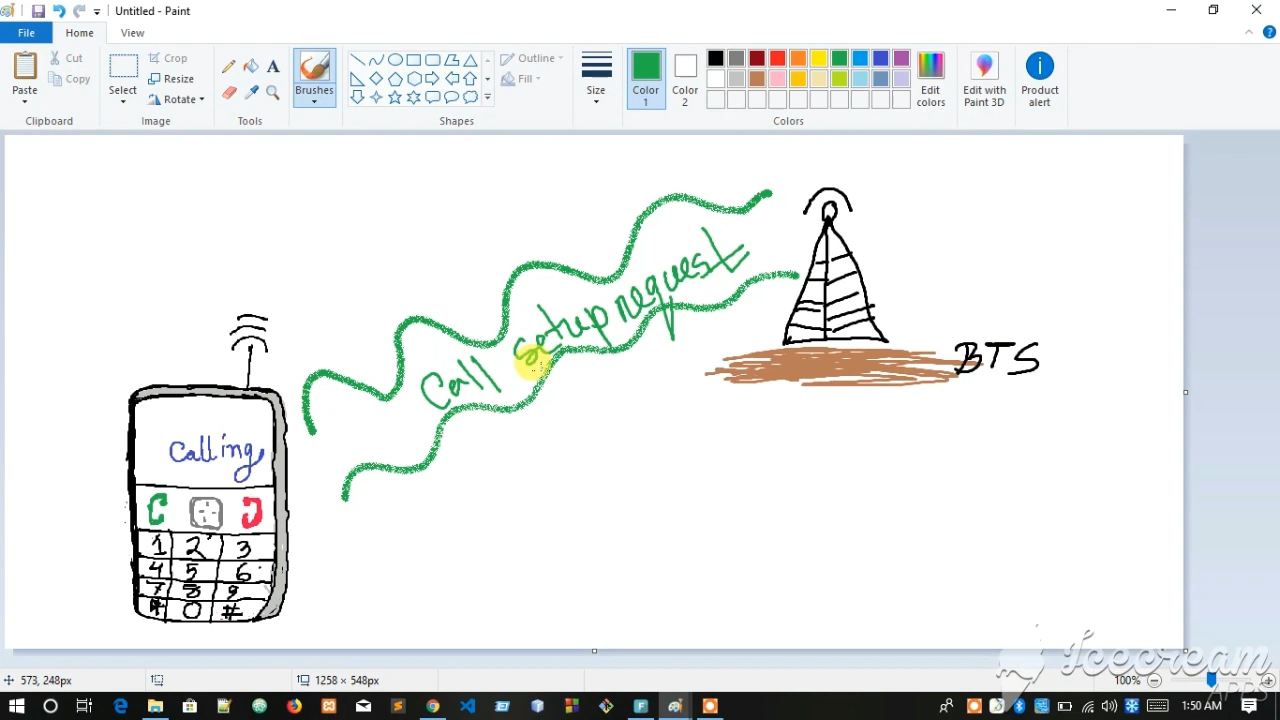 Untitled - Paint
File Home View
Paste
Cut
Copy
Clipboard
Select
Crop
Resize
Rotate
Image
Tools
Brushes
Shapes
Outline
Fill
Size
Color 1
Color 2
Colors
Edit colors
Edit with Paint 3D
Product alert
Call setup request
BTS
Calling
1 2 3
4 5 6
7 8 9
* 0 #
573, 248px
1258 × 548px
100%
Icecream
APPS
1:50 AM